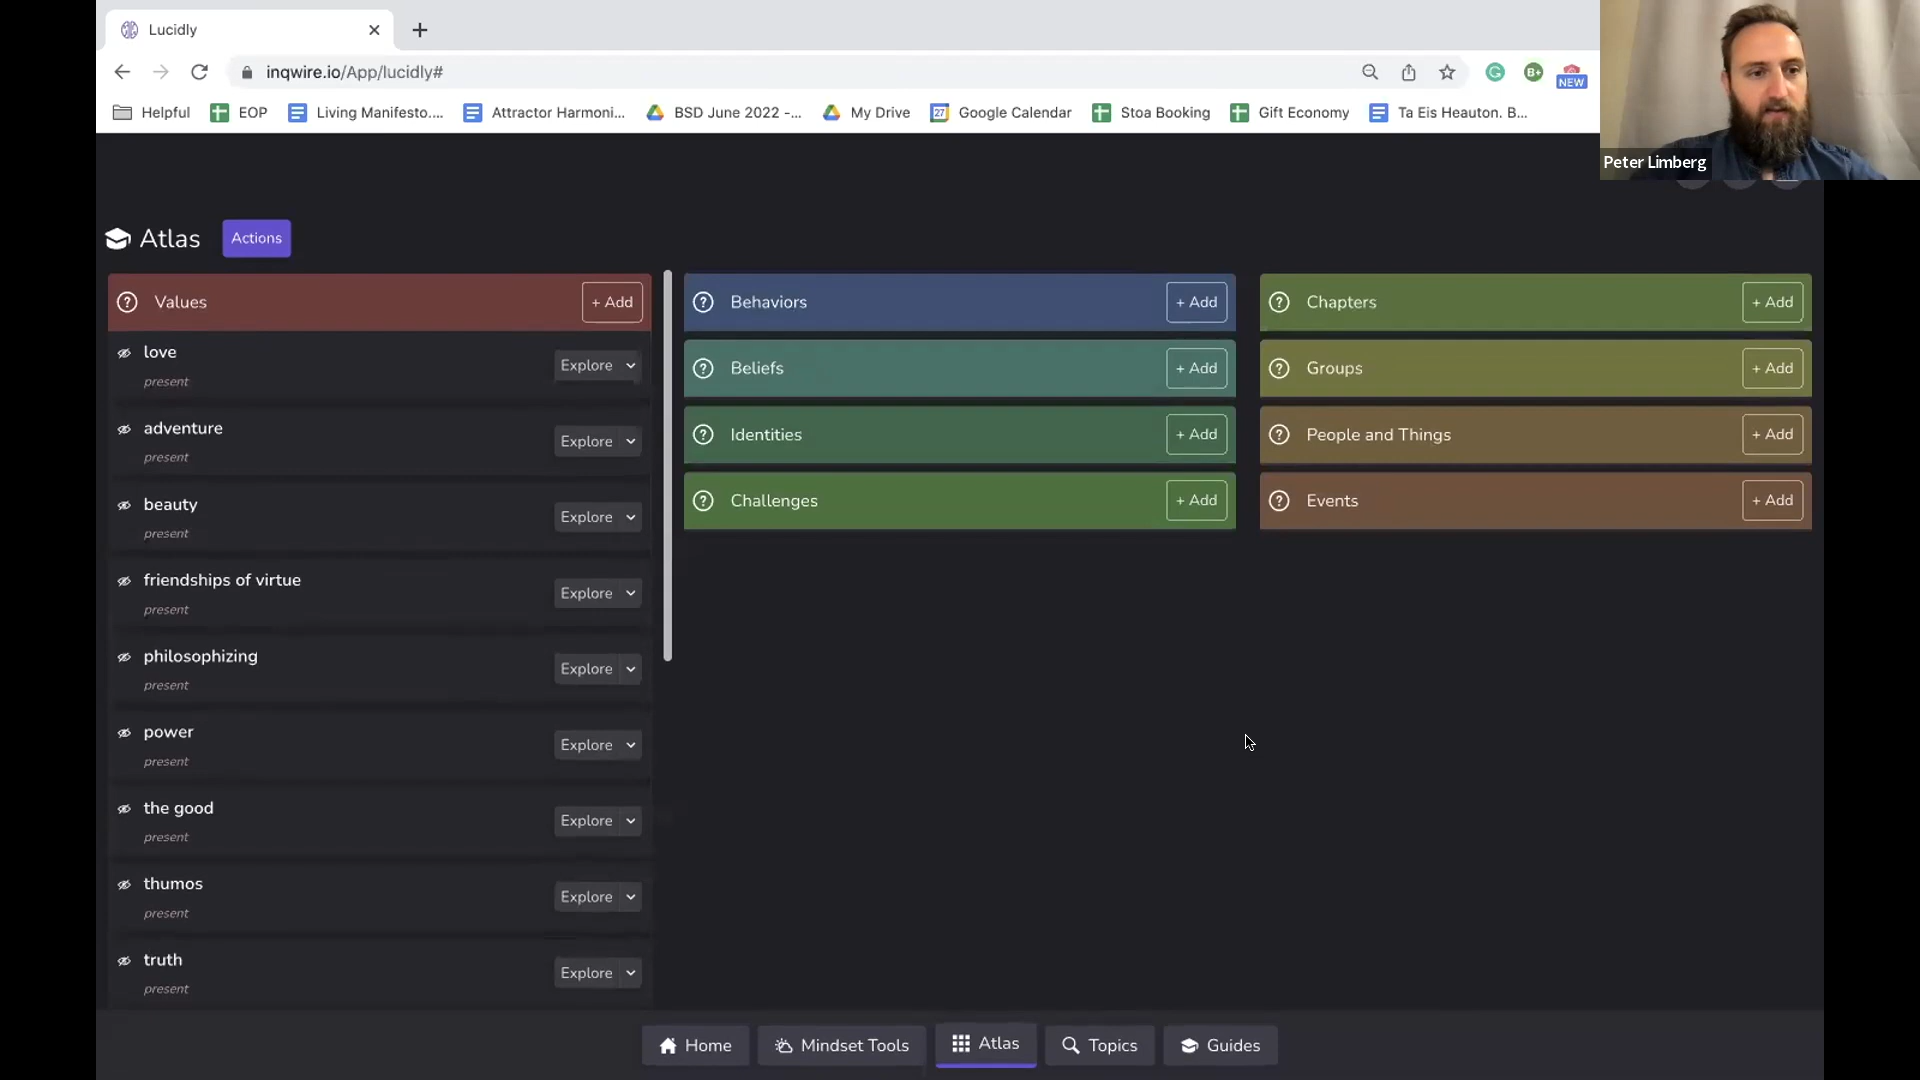 Lucidly
inqwire.io/App/lucidly#
NEW
Helpful EOP Living Manifesto.... Attractor Harmoni... BSD June 2022 -... My Drive 27 Google Calendar Stoa Booking Gift Economy Ta Eis Heauton. B...
Peter Limberg
Atlas Actions
Values + Add
love
present
Explore
adventure
present
Explore
beauty
present
Explore
friendships of virtue
present
Explore
philosophizing
present
Explore
power
present
Explore
the good
present
Explore
thumos
present
Explore
truth
present
Explore
Behaviors + Add
Beliefs + Add
Identities + Add
Challenges + Add
Chapters + Add
Groups + Add
People and Things + Add
Events + Add
Home Mindset Tools Atlas Topics Guides